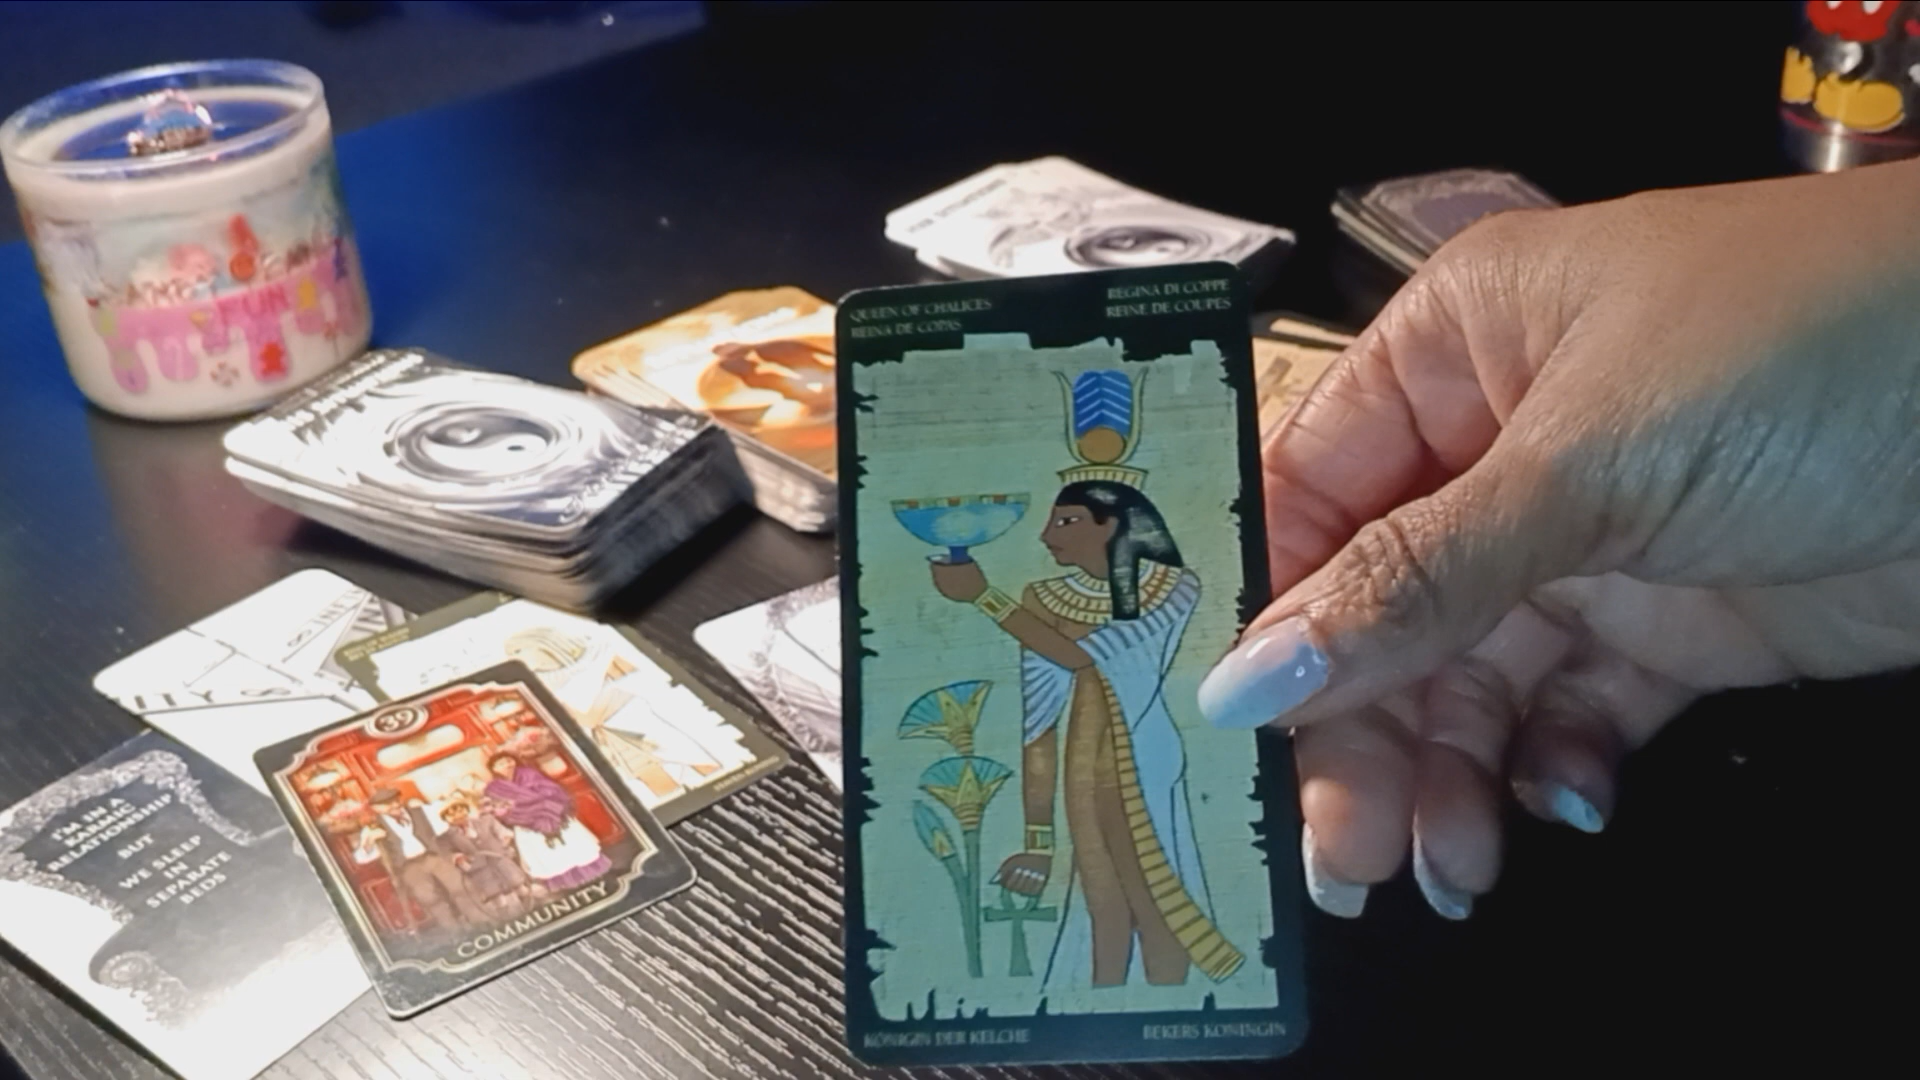 QUEEN OF CHALICES
REINA DE COPAS
REGINA DI COPPE
REINE DE COUPES
KÖNIGIN DER KELCHE
BEKERS KONINGIN
39
COMMUNITY
I'M IN A
KARMIC
RELATIONSHIP
BUT
WE SLEEP
IN
SEPARATE
BEDS
FUN